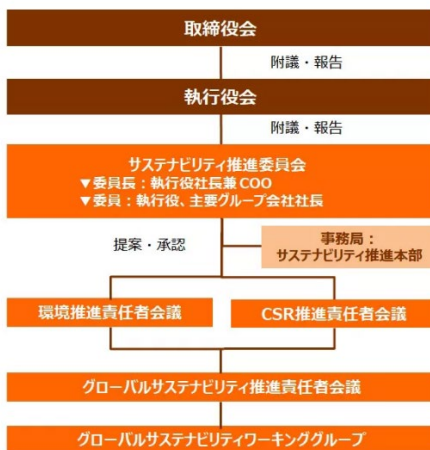 取締役会
附議・報告
執行役会
附議・報告
サステナビリティ推進委員会
▼委員長：執行役社長兼 COO
▼委員：執行役、主要グループ会社社長
提案・承認
事務局：
サステナビリティ推進本部
環境推進責任者会議
CSR推進責任者会議
グローバルサステナビリティ推進責任者会議
グローバルサステナビリティワーキンググループ